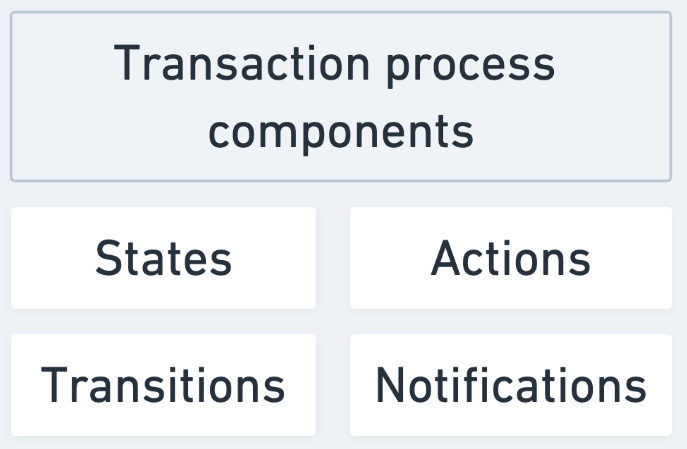 Transaction process
components
States
Actions
Transitions
Notifications